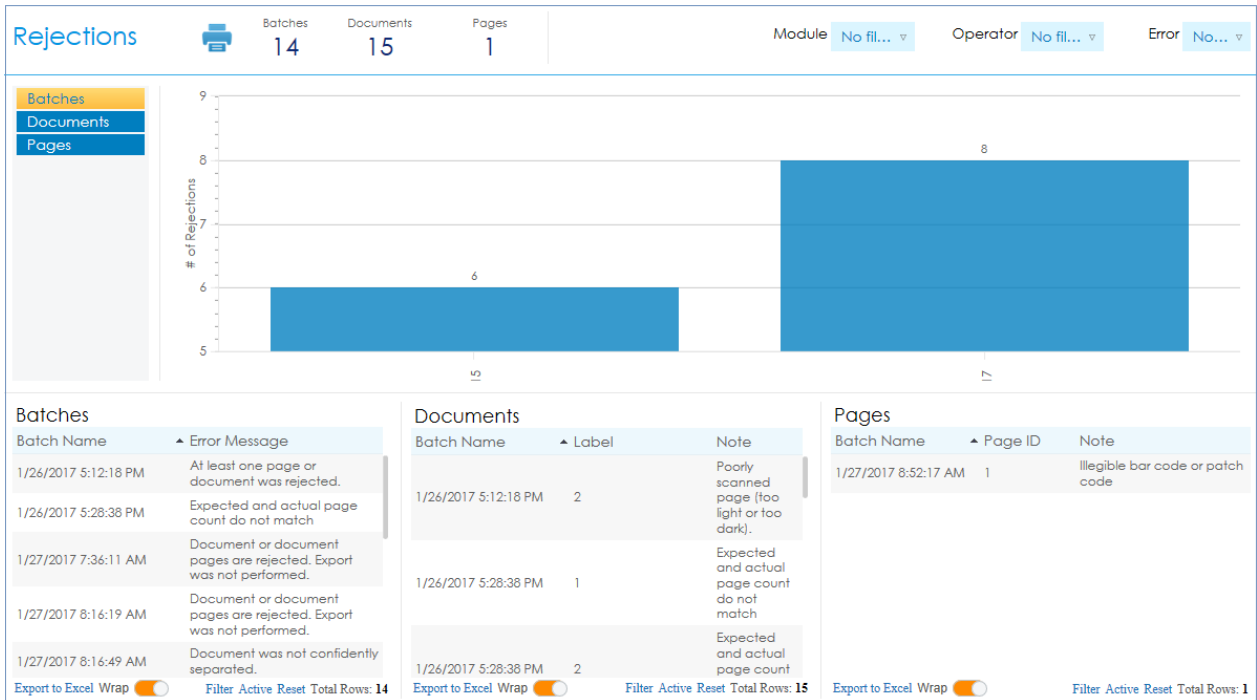 Rejections
Batches
14
Documents
15
Pages
1
Module No fil...
Operator No fil...
Error No...
Batches
Documents
Pages
# of Rejections
9
8
7
6
5
6
8
15
17
Batches
Batch Name Error Message
1/26/2017 5:12:18 PM At least one page or
document was rejected.
1/26/2017 5:28:38 PM Expected and actual page
count do not match
1/27/2017 7:36:11 AM Document or document
pages are rejected. Export
was not performed.
1/27/2017 8:16:19 AM Document or document
pages are rejected. Export
was not performed.
1/27/2017 8:16:49 AM Document was not confidently
separated.
Export to Excel Wrap Filter Active Reset Total Rows: 14
Documents
Batch Name Label Note
1/26/2017 5:12:18 PM 2 Poorly
scanned
page (too
light or too
dark).
1/26/2017 5:28:38 PM 1 Expected
and actual
page count
do not
match
1/26/2017 5:28:38 PM 2 Expected
and actual
page count
Export to Excel Wrap Filter Active Reset Total Rows: 15
Pages
Batch Name Page ID Note
1/27/2017 8:52:17 AM 1 Illegible bar code or patch
code
Export to Excel Wrap Filter Active Reset Total Rows: 1